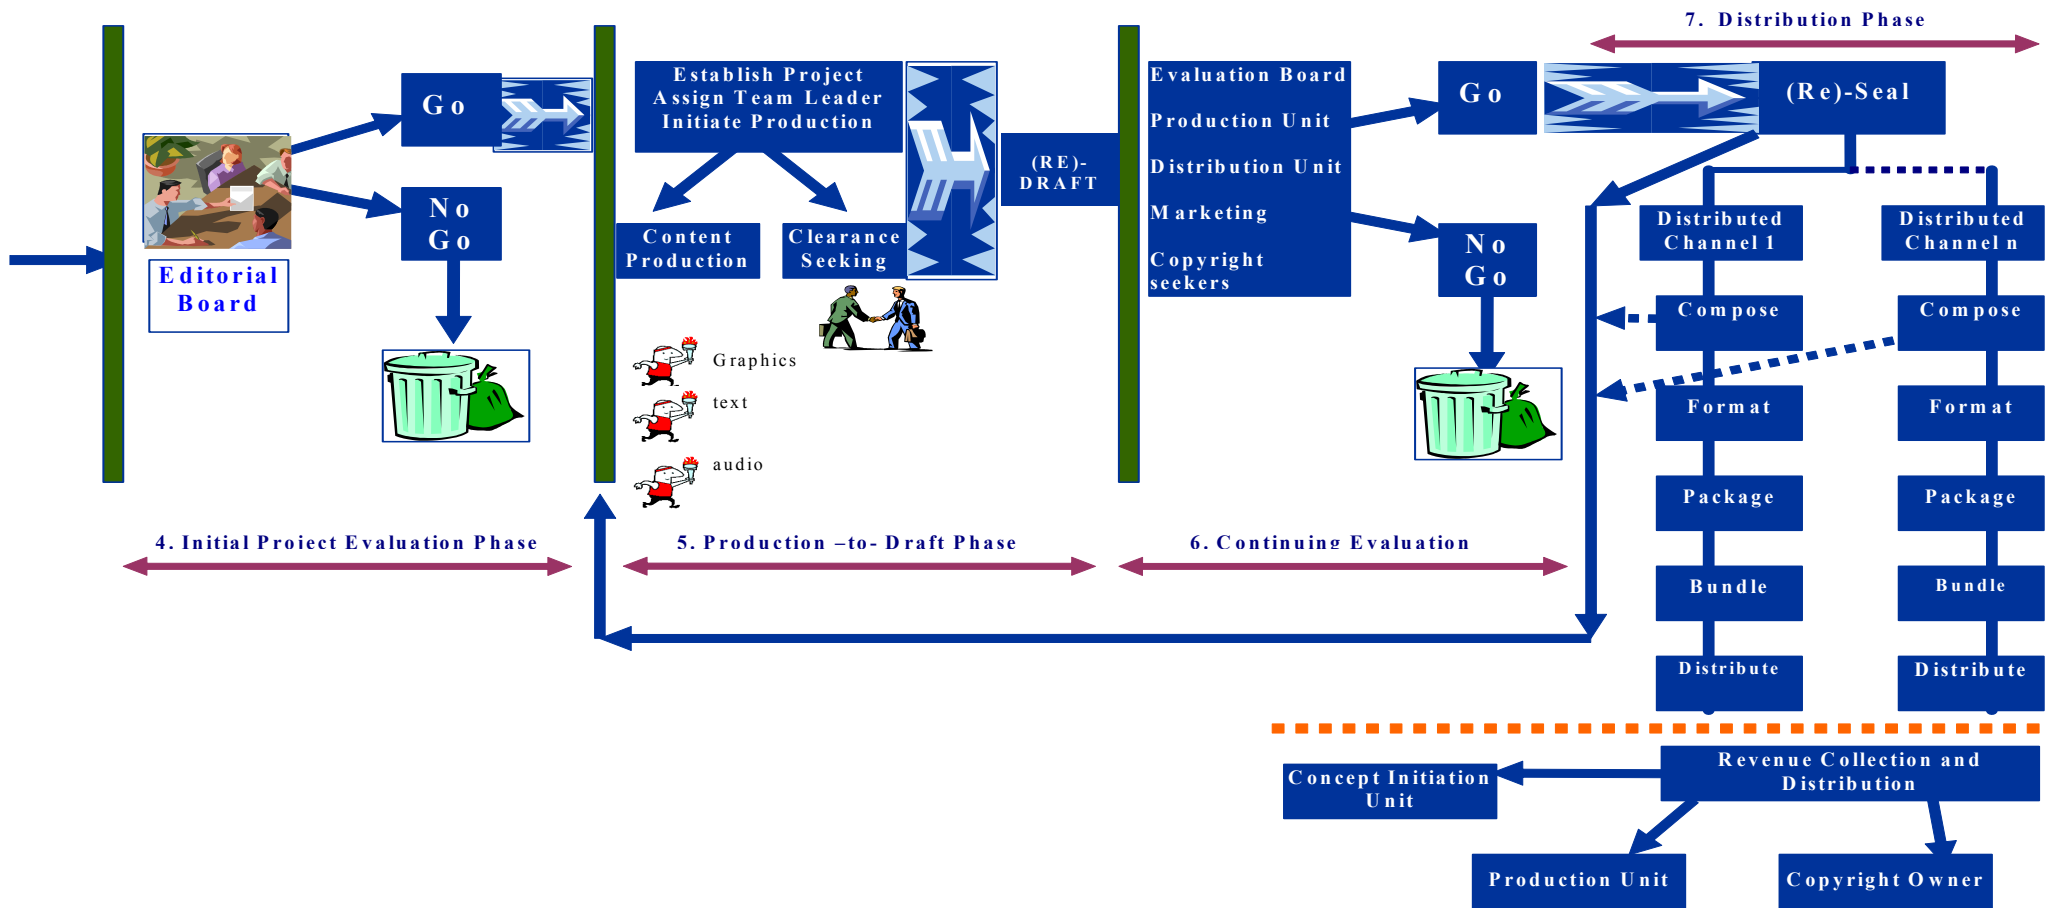 7. Distribution Phase
Go
No
Go
Editorial
Board
Establish Project
Assign Team Leader
Initiate Production
Content
Production
Clearance
Seeking
Graphics
text
audio
(RE)-
DRAFT
Evaluation Board
Production Unit
Distribution Unit
Marketing
Copyright
seekers
Go
No
Go
(Re)-Seal
Distributed
Channel 1
Compose
Format
Package
Bundle
Distribute
Distributed
Channel n
Compose
Format
Package
Bundle
Distribute
4. Initial Project Evaluation Phase
5. Production –to- Draft Phase
6. Continuing Evaluation
Revenue Collection and
Distribution
Concept Initiation
Unit
Production Unit
Copyright Owner